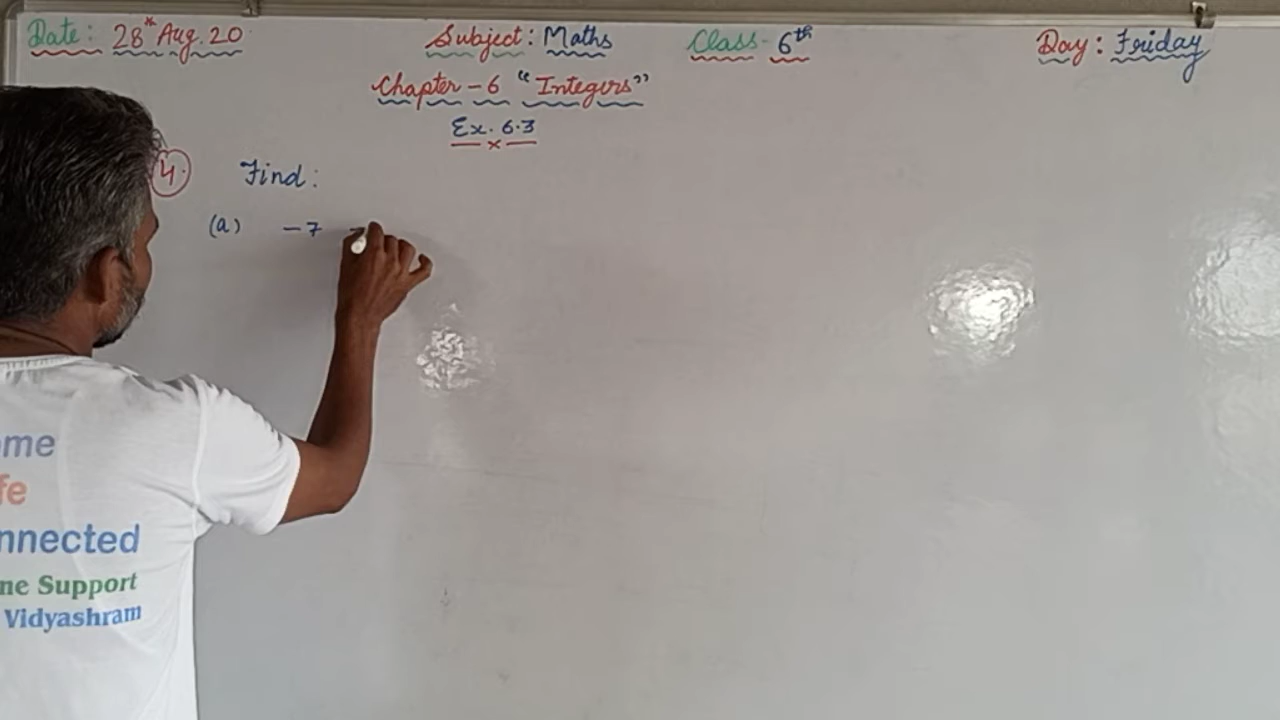 Date: 28th Aug. 20 Subject: Maths Class- 6th Day: Friday
Chapter - 6 "Integers"
Ex. 6.3
4. Find:
(a) -7 -
ome
fe
nnected
ne Support
Vidyashram